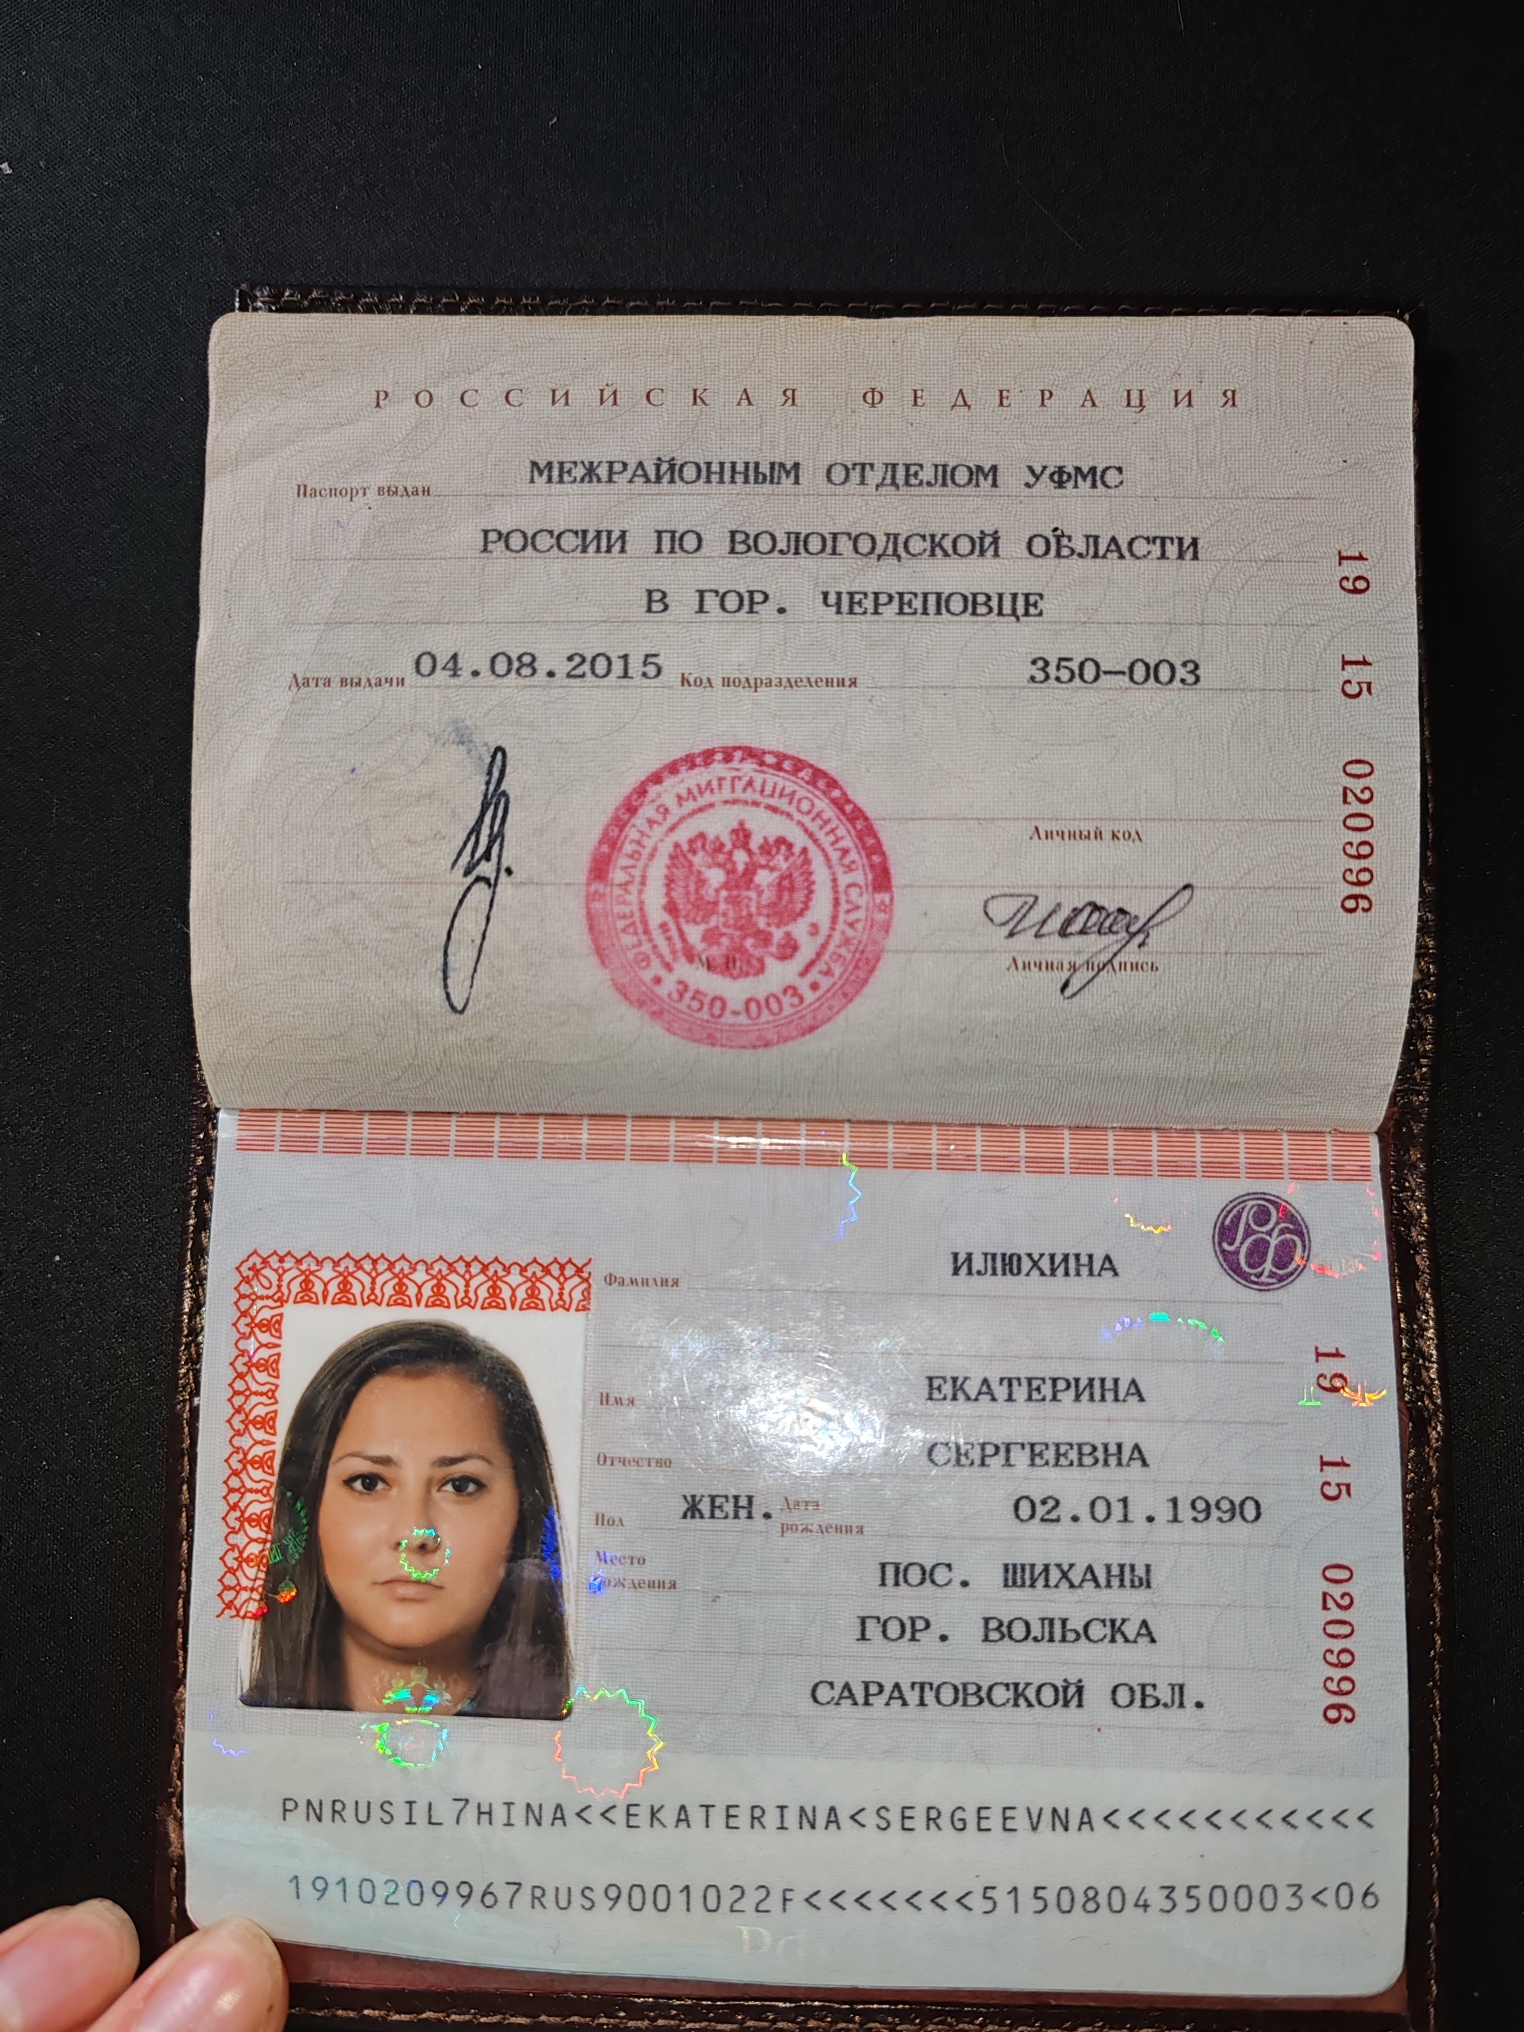 РОССИЙСКАЯ ФЕДЕРАЦИЯ
Паспорт выдан МЕЖРАЙОННЫМ ОТДЕЛОМ УФМС
РОССИИ ПО ВОЛОГОДСКОЙ ОБЛАСТИ
В ГОР. ЧЕРЕПОВЦЕ
Дата выдачи 04.08.2015 Код подразделения 350-003
19 15 020996
ФЕДЕРАЛЬНАЯ МИГРАЦИОННАЯ СЛУЖБА
М.П.
350-003
Личный код
Личная подпись
РФ
Фамилия ИЛЮХИНА
Имя ЕКАТЕРИНА
Отчество СЕРГЕЕВНА
Пол ЖЕН. Дата рождения 02.01.1990
Место рождения ПОС. ШИХАНЫ
ГОР. ВОЛЬСКА
САРАТОВСКОЙ ОБЛ.
19 15 020996
PNRUSIL7HINA<<EKATERINA<SERGEEVNA<<<<<<<<<<<
1910209967RUS9001022F<<<<<<<5150804350003<06